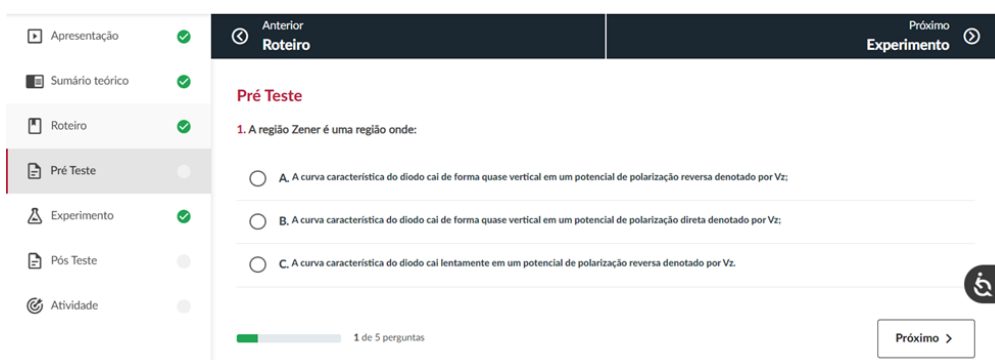 Apresentação
Sumário teórico
Roteiro
Pré Teste
Experimento
Pós Teste
Atividade
Anterior
Roteiro
Próximo
Experimento
Pré Teste
1. A região Zener é uma região onde:
A. A curva característica do diodo cai de forma quase vertical em um potencial de polarização reversa denotado por Vz;
B. A curva característica do diodo cai de forma quase vertical em um potencial de polarização direta denotado por Vz;
C. A curva característica do diodo cai lentamente em um potencial de polarização reversa denotado por Vz.
1 de 5 perguntas
Próximo